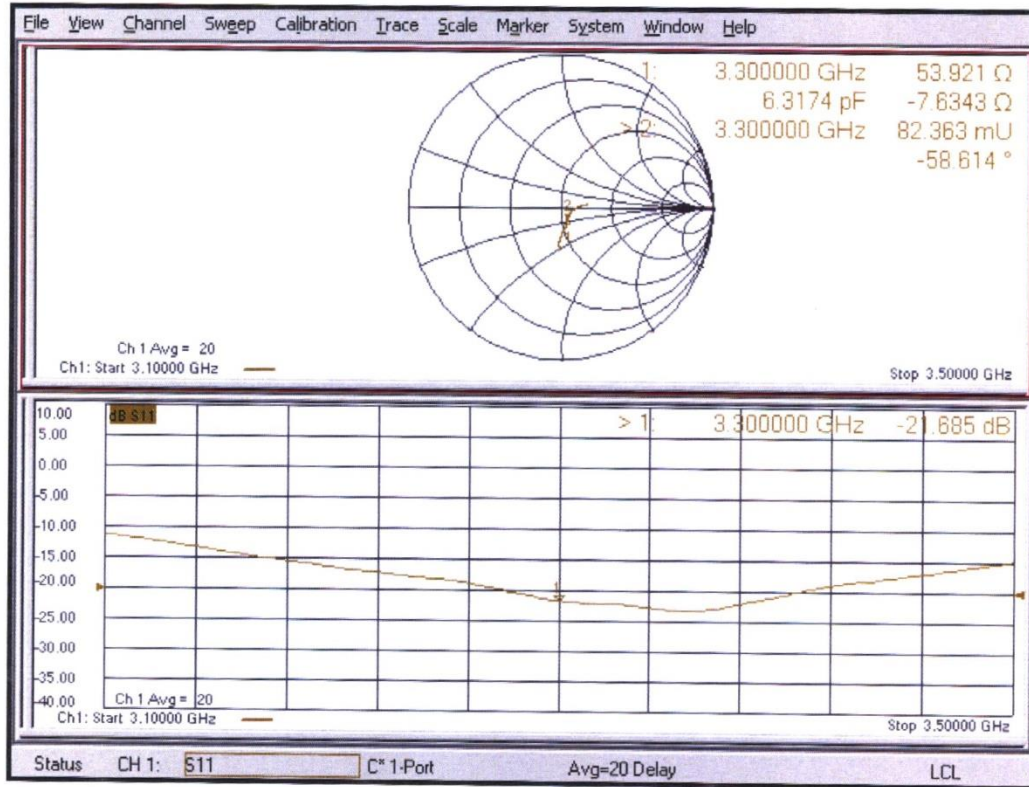 File View Channel Sweep Calibration Trace Scale Marker System Window Help
1: 3.300000 GHz 53.921 Ω
6.3174 pF -7.6343 Ω
> 2: 3.300000 GHz 82.363 mU
-58.614 °
2
Ch 1 Avg = 20
Ch1: Start 3.10000 GHz
Stop 3.50000 GHz
10.00
dB S11
> 1: 3.300000 GHz -21.685 dB
5.00
0.00
-5.00
-10.00
-15.00
-20.00
1
-25.00
-30.00
-35.00
-40.00
Ch 1 Avg = 20
Ch1: Start 3.10000 GHz
Stop 3.50000 GHz
Status CH 1: S11 C* 1-Port Avg=20 Delay LCL